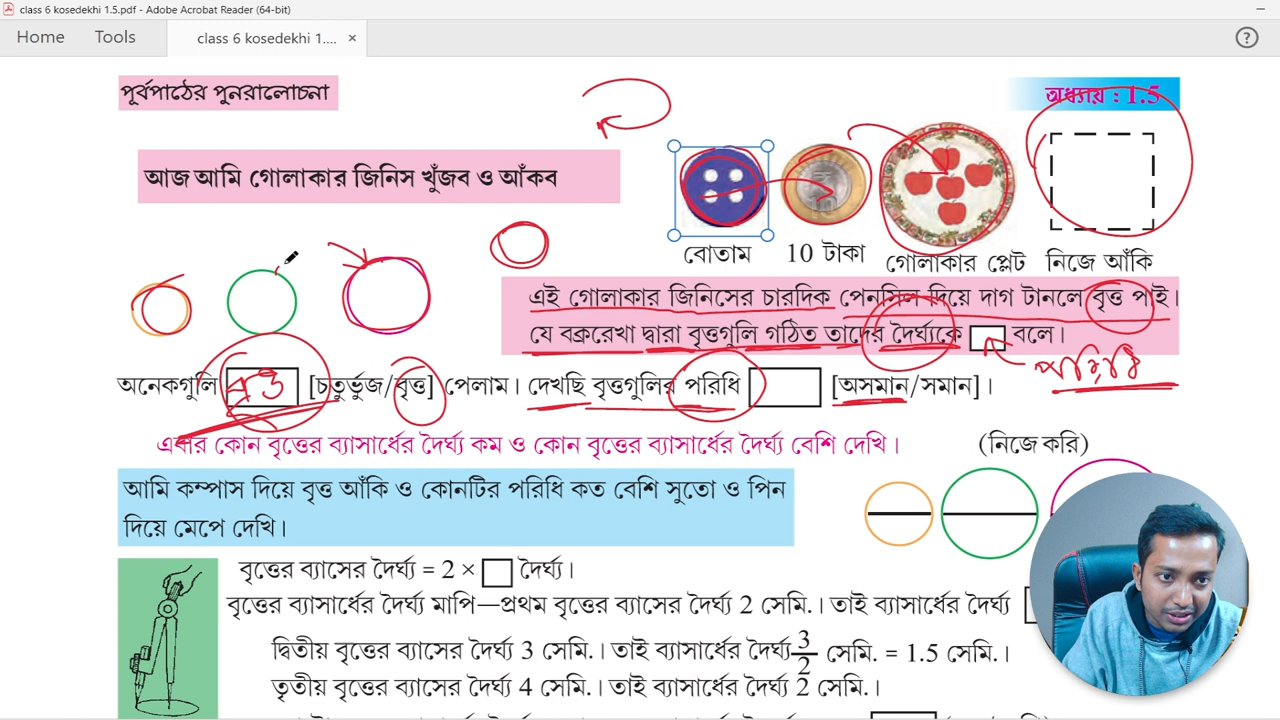 class 6 kosedekhi 1.5.pdf - Adobe Acrobat Reader (64-bit)
Home Tools class 6 kosedekhi 1.... × ?
পূর্বপাঠের পুনরালোচনা
অধ্যায় : 1.5
আজ আমি গোলাকার জিনিস খুঁজব ও আঁকব
বোতাম 10 টাকা গোলাকার প্লেট নিজে আঁকি
এই গোলাকার জিনিসের চারদিক পেনসিল দিয়ে দাগ টানলে বৃত্ত পাই।
যে বক্ররেখা দ্বারা বৃত্তগুলি গঠিত তাদের দৈর্ঘ্যকে বলে।
পরিধি
অনেকগুলি বৃত্ত [চতুর্ভুজ/বৃত্ত] পেলাম। দেখছি বৃত্তগুলির পরিধি [অসমান/সমান]।
এবার কোন বৃত্তের ব্যাসার্ধের দৈর্ঘ্য কম ও কোন বৃত্তের ব্যাসার্ধের দৈর্ঘ্য বেশি দেখি। (নিজে করি)
আমি কম্পাস দিয়ে বৃত্ত আঁকি ও কোনটির পরিধি কত বেশি সুতো ও পিন
দিয়ে মেপে দেখি।
বৃত্তের ব্যাসের দৈর্ঘ্য = 2 × দৈর্ঘ্য।
বৃত্তের ব্যাসার্ধের দৈর্ঘ্য মাপি—প্রথম বৃত্তের ব্যাসের দৈর্ঘ্য 2 সেমি.। তাই ব্যাসার্ধের দৈর্ঘ্য
দ্বিতীয় বৃত্তের ব্যাসের দৈর্ঘ্য 3 সেমি.। তাই ব্যাসার্ধের দৈর্ঘ্য 3/2 সেমি. = 1.5 সেমি.।
তৃতীয় বৃত্তের ব্যাসের দৈর্ঘ্য 4 সেমি.। তাই ব্যাসার্ধের দৈর্ঘ্য 2 সেমি.।